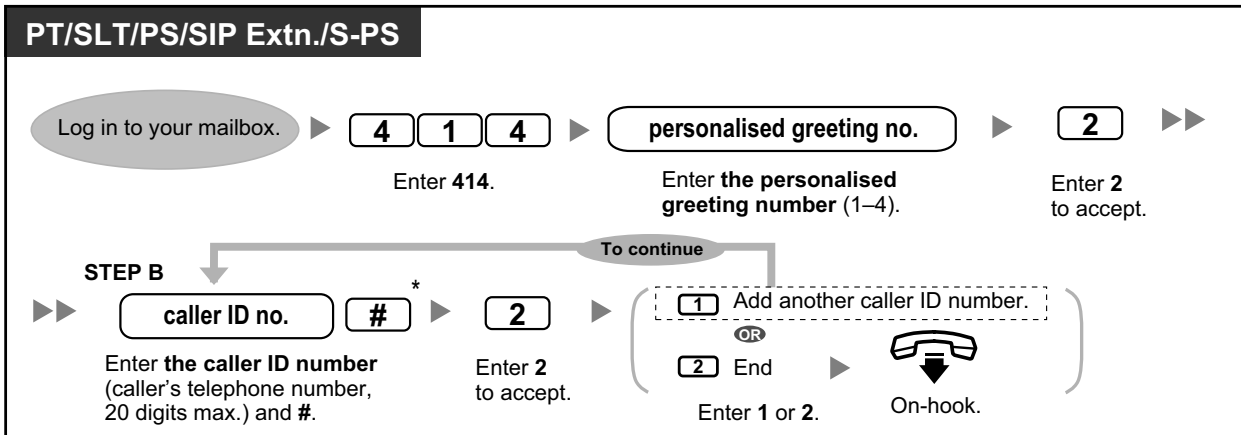 PT/SLT/PS/SIP Extn./S-PS
Log in to your mailbox.
4 1 4
Enter 414.
personalised greeting no.
Enter the personalised
greeting number (1–4).
2
Enter 2
to accept.
To continue
STEP B
caller ID no. # *
Enter the caller ID number
(caller's telephone number,
20 digits max.) and #.
2
Enter 2
to accept.
1 Add another caller ID number.
OR
2 End
Enter 1 or 2.
On-hook.